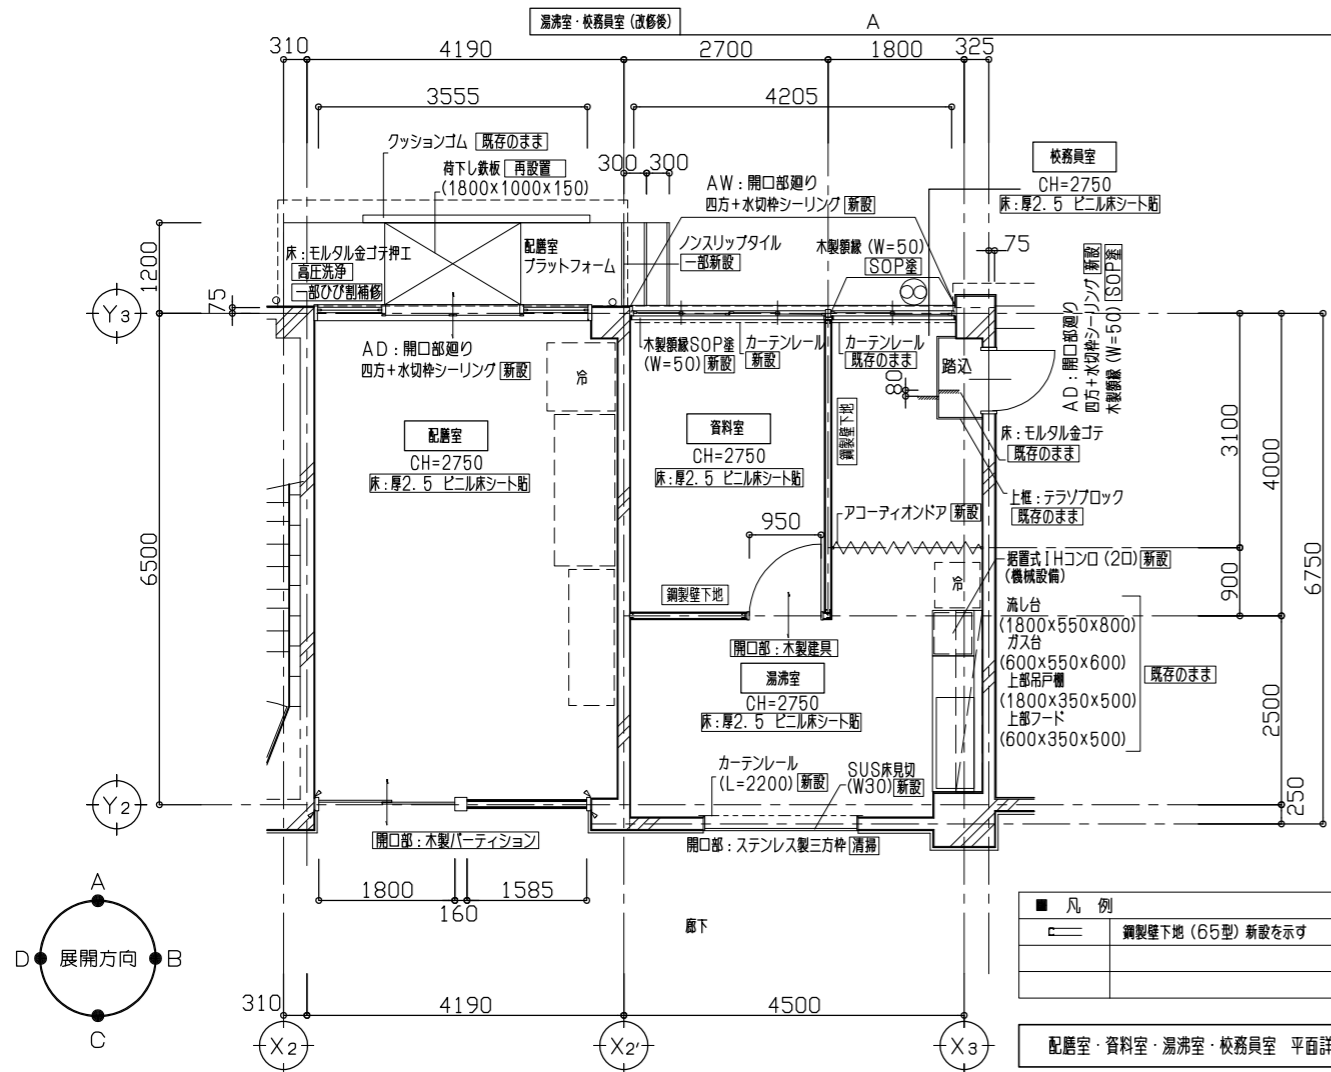 湯沸室・校務員室 (改修後)
A
310
4190
2700
1800
325
3555
4205
クッションゴム 既存のまま
荷下し鉄板 再設置
(1800×1000×150)
300
300
AW：開口部廻り
四方＋水切枠シーリング 新設
校務員室
CH=2750
床：厚2.5 ビニル床シート貼
75
1200
75
床：モルタル金ゴテ押エ
高圧洗浄
一部ひび割補修
配膳室
プラットフォーム
ノンスリップタイル
一部新設
木製額縁 (W=50)
SOP塗
AD：開口部廻り
四方＋水切枠シーリング 新設
木製額縁 (W=50) SOP塗
Y3
AD：開口部廻り
四方＋水切枠シーリング 新設
木製額縁SOP塗
(W=50) 新設
カーテンレール
新設
カーテンレール
既存のまま
踏込
80
冷
配膳室
CH=2750
床：厚2.5 ビニル床シート貼
資料室
CH=2750
床：厚2.5 ビニル床シート貼
鋼製壁下地
床：モルタル金ゴテ
既存のまま
上框：テラゾブロック
既存のまま
3100
4000
6500
6750
950
アコーディオンドア 新設
据置式IHコンロ (2口) 新設
(機械設備)
冷
900
鋼製壁下地
開口部：木製建具
流し台
(1800×550×800)
ガス台
(600×550×600)
上部吊戸棚
(1800×350×500)
上部フード
(600×350×500)
既存のまま
湯沸室
CH=2750
床：厚2.5 ビニル床シート貼
2500
カーテンレール
(L=2200) 新設
SUS床見切
(W30) 新設
250
Y2
開口部：木製パーティション
開口部：ステンレス製三方枠 清掃
1800
160
1585
廊下
A
B
C
D
展開方向
■ 凡 例
鋼製壁下地 (65型) 新設を示す
310
4190
4500
X2
X2'
X3
配膳室・資料室・湯沸室・校務員室 平面詳